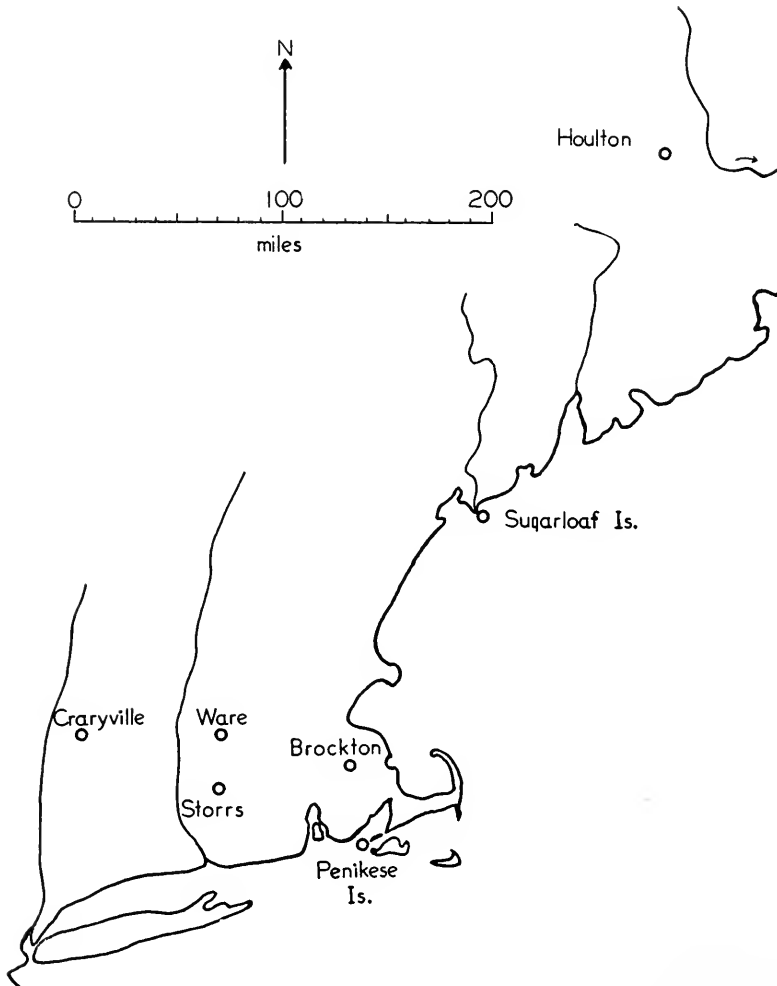 N
Houlton
0 100 200
miles
Sugarloaf Is.
Craryville
Ware
Brockton
Storrs
Penikese
Is.